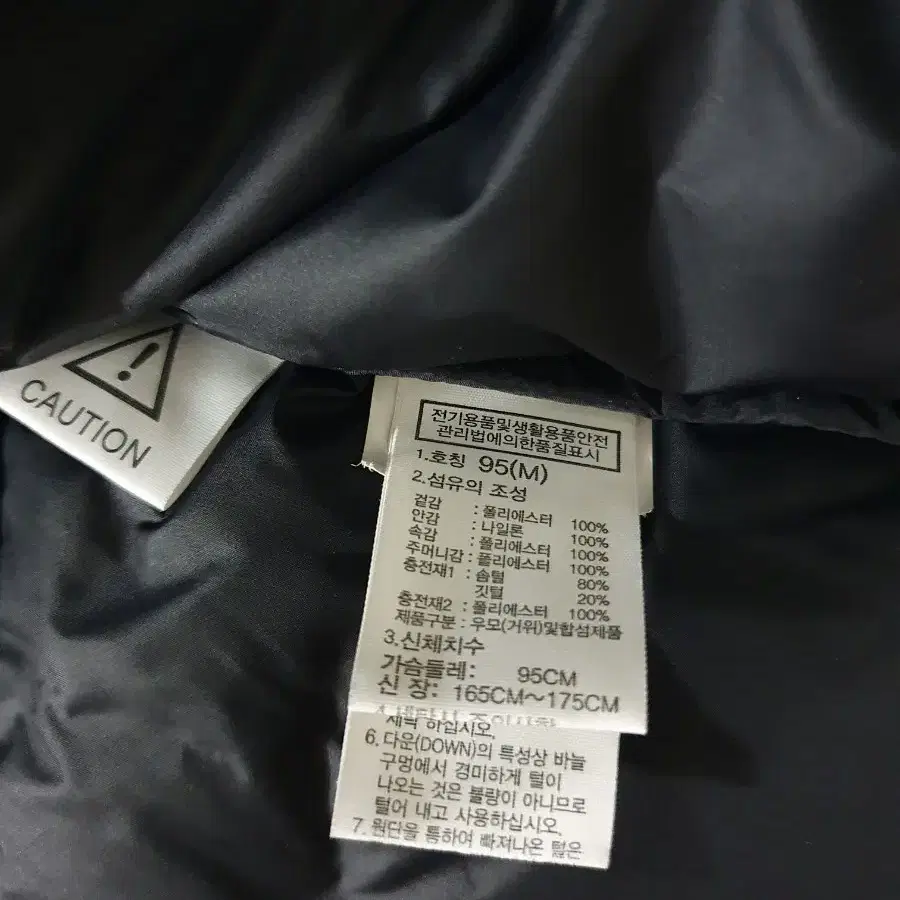 CAUTION
전기용품및생활용품안전
관리법에의한품질표시
1.호칭 95(M)
2.섬유의 조성
겉감 : 폴리에스터 100%
안감 : 나일론 100%
속감 : 폴리에스터 100%
주머니감 : 폴리에스터 100%
충전재1 : 솜털 80%
깃털 20%
충전재2 : 폴리에스터 100%
제품구분 : 우모(거위)및합섬제품
3.신체치수
가슴둘레: 95CM
신 장: 165CM~175CM
세탁 하십시오.
6. 다운(DOWN)의 특성상 바늘
구멍에서 경미하게 털이
나오는 것은 불량이 아니므로
털어 내고 사용하십시오.
7. 원단을 통하여 빠져나온 털은